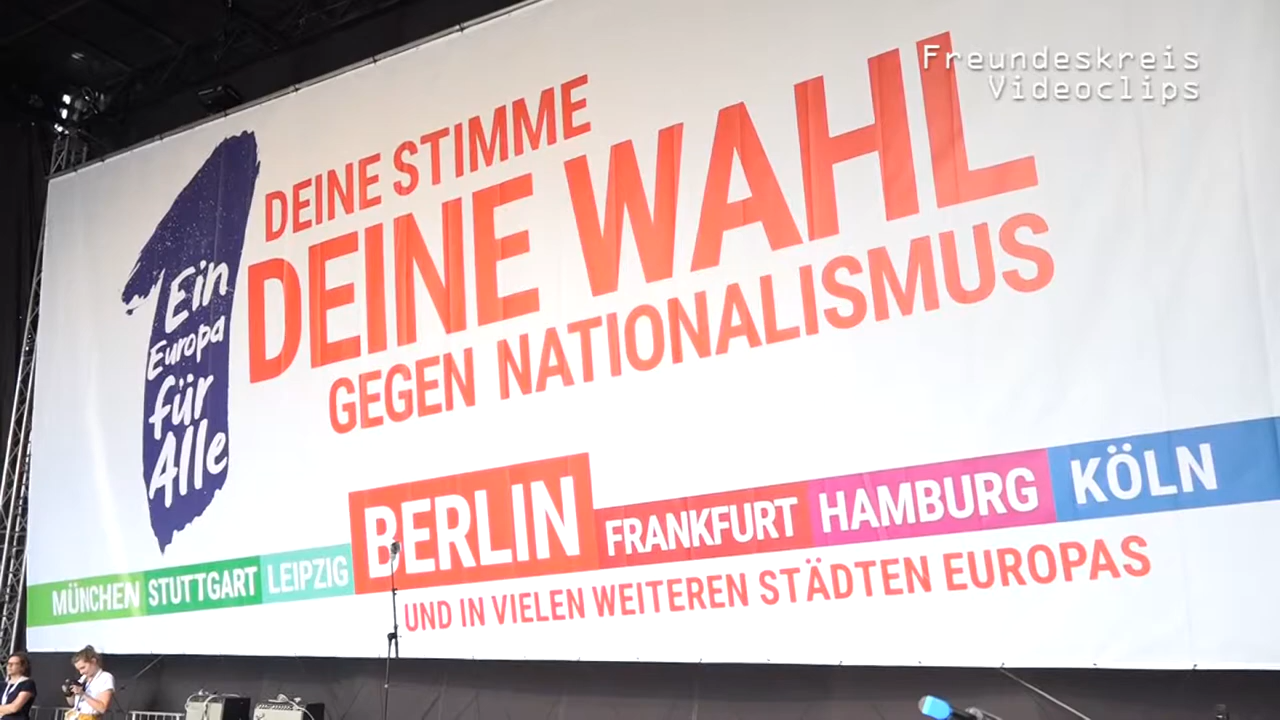 Freundeskreis
Videoclips
DEINE STIMME
DEINE WAHL
GEGEN NATIONALISMUS
1
Ein
Europa
für
Alle
MÜNCHEN STUTTGART LEIPZIG BERLIN FRANKFURT HAMBURG KÖLN
UND IN VIELEN WEITEREN STÄDTEN EUROPAS